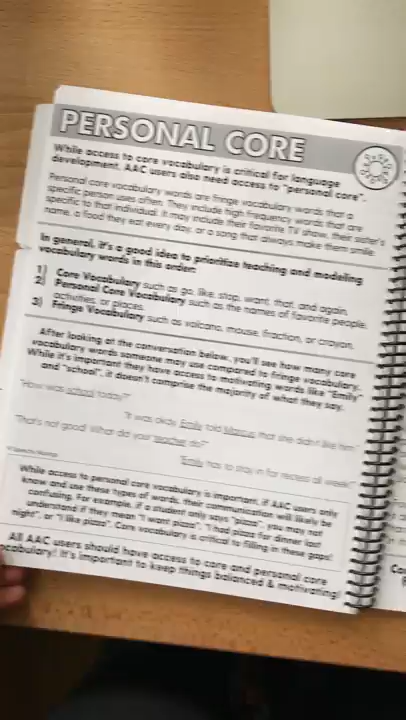 PERSONAL CORE
While access to core vocabulary is critical for language
development, AAC users also need access to "personal core".
Personal core vocabulary words are fringe vocabulary words that a
specific person uses often. They include high frequency words that are
specific to that individual. It may include their favorite TV show, their sister's
name, a food they eat every day, or a song that always make them smile.
In general, it's a good idea to prioritize teaching and modeling
vocabulary words in this order:
1) Core Vocabulary such as go, like, stop, want, that, and again.
2) Personal Core Vocabulary such as the names of favorite people,
activities, or places.
3) Fringe Vocabulary such as volcano, mouse, fraction, or crayon.
After looking at the conversation below, you'll see how many core
vocabulary words someone may use compared to fringe vocabulary.
While it's important they have access to motivating words like "Emily"
and "school", it doesn't comprise the majority of what they say.
"How was school today?"
"It was okay. Emily told Marcus that she didn't like him."
"That's not good! What did your teacher do?"
"Emily has to stay in for recess all week!"
While access to personal core vocabulary is important, if AAC users only
know and use these types of words, their communication will likely be
confusing. For example, if a student only says "pizza", you may not
understand if they mean "I want pizza", "I had pizza for dinner last
night", or "I like pizza". Core vocabulary is critical to filling in these gaps!
All AAC users should have access to core and personal core
vocabulary! It's important to keep things balanced & motivating!